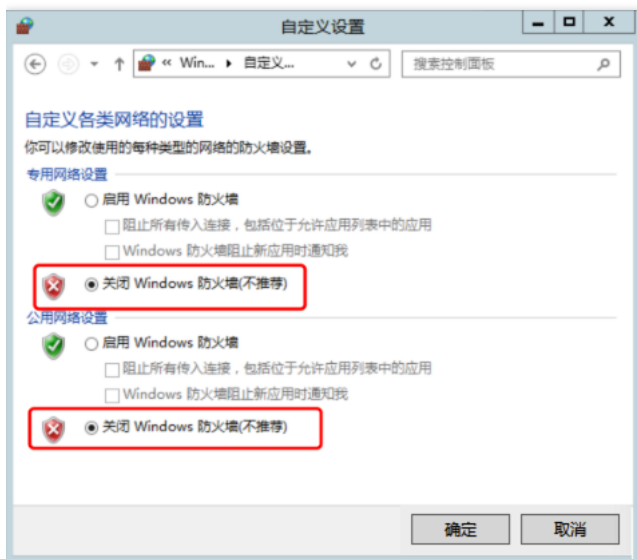 自定义设置
« Win... 自定义... 搜索控制面板
自定义各类网络的设置
你可以修改使用的每种类型的网络的防火墙设置。
专用网络设置
启用 Windows 防火墙
阻止所有传入连接，包括位于允许应用列表中的应用
Windows 防火墙阻止新应用时通知我
关闭 Windows 防火墙(不推荐)
公用网络设置
启用 Windows 防火墙
阻止所有传入连接，包括位于允许应用列表中的应用
Windows 防火墙阻止新应用时通知我
关闭 Windows 防火墙(不推荐)
确定 取消